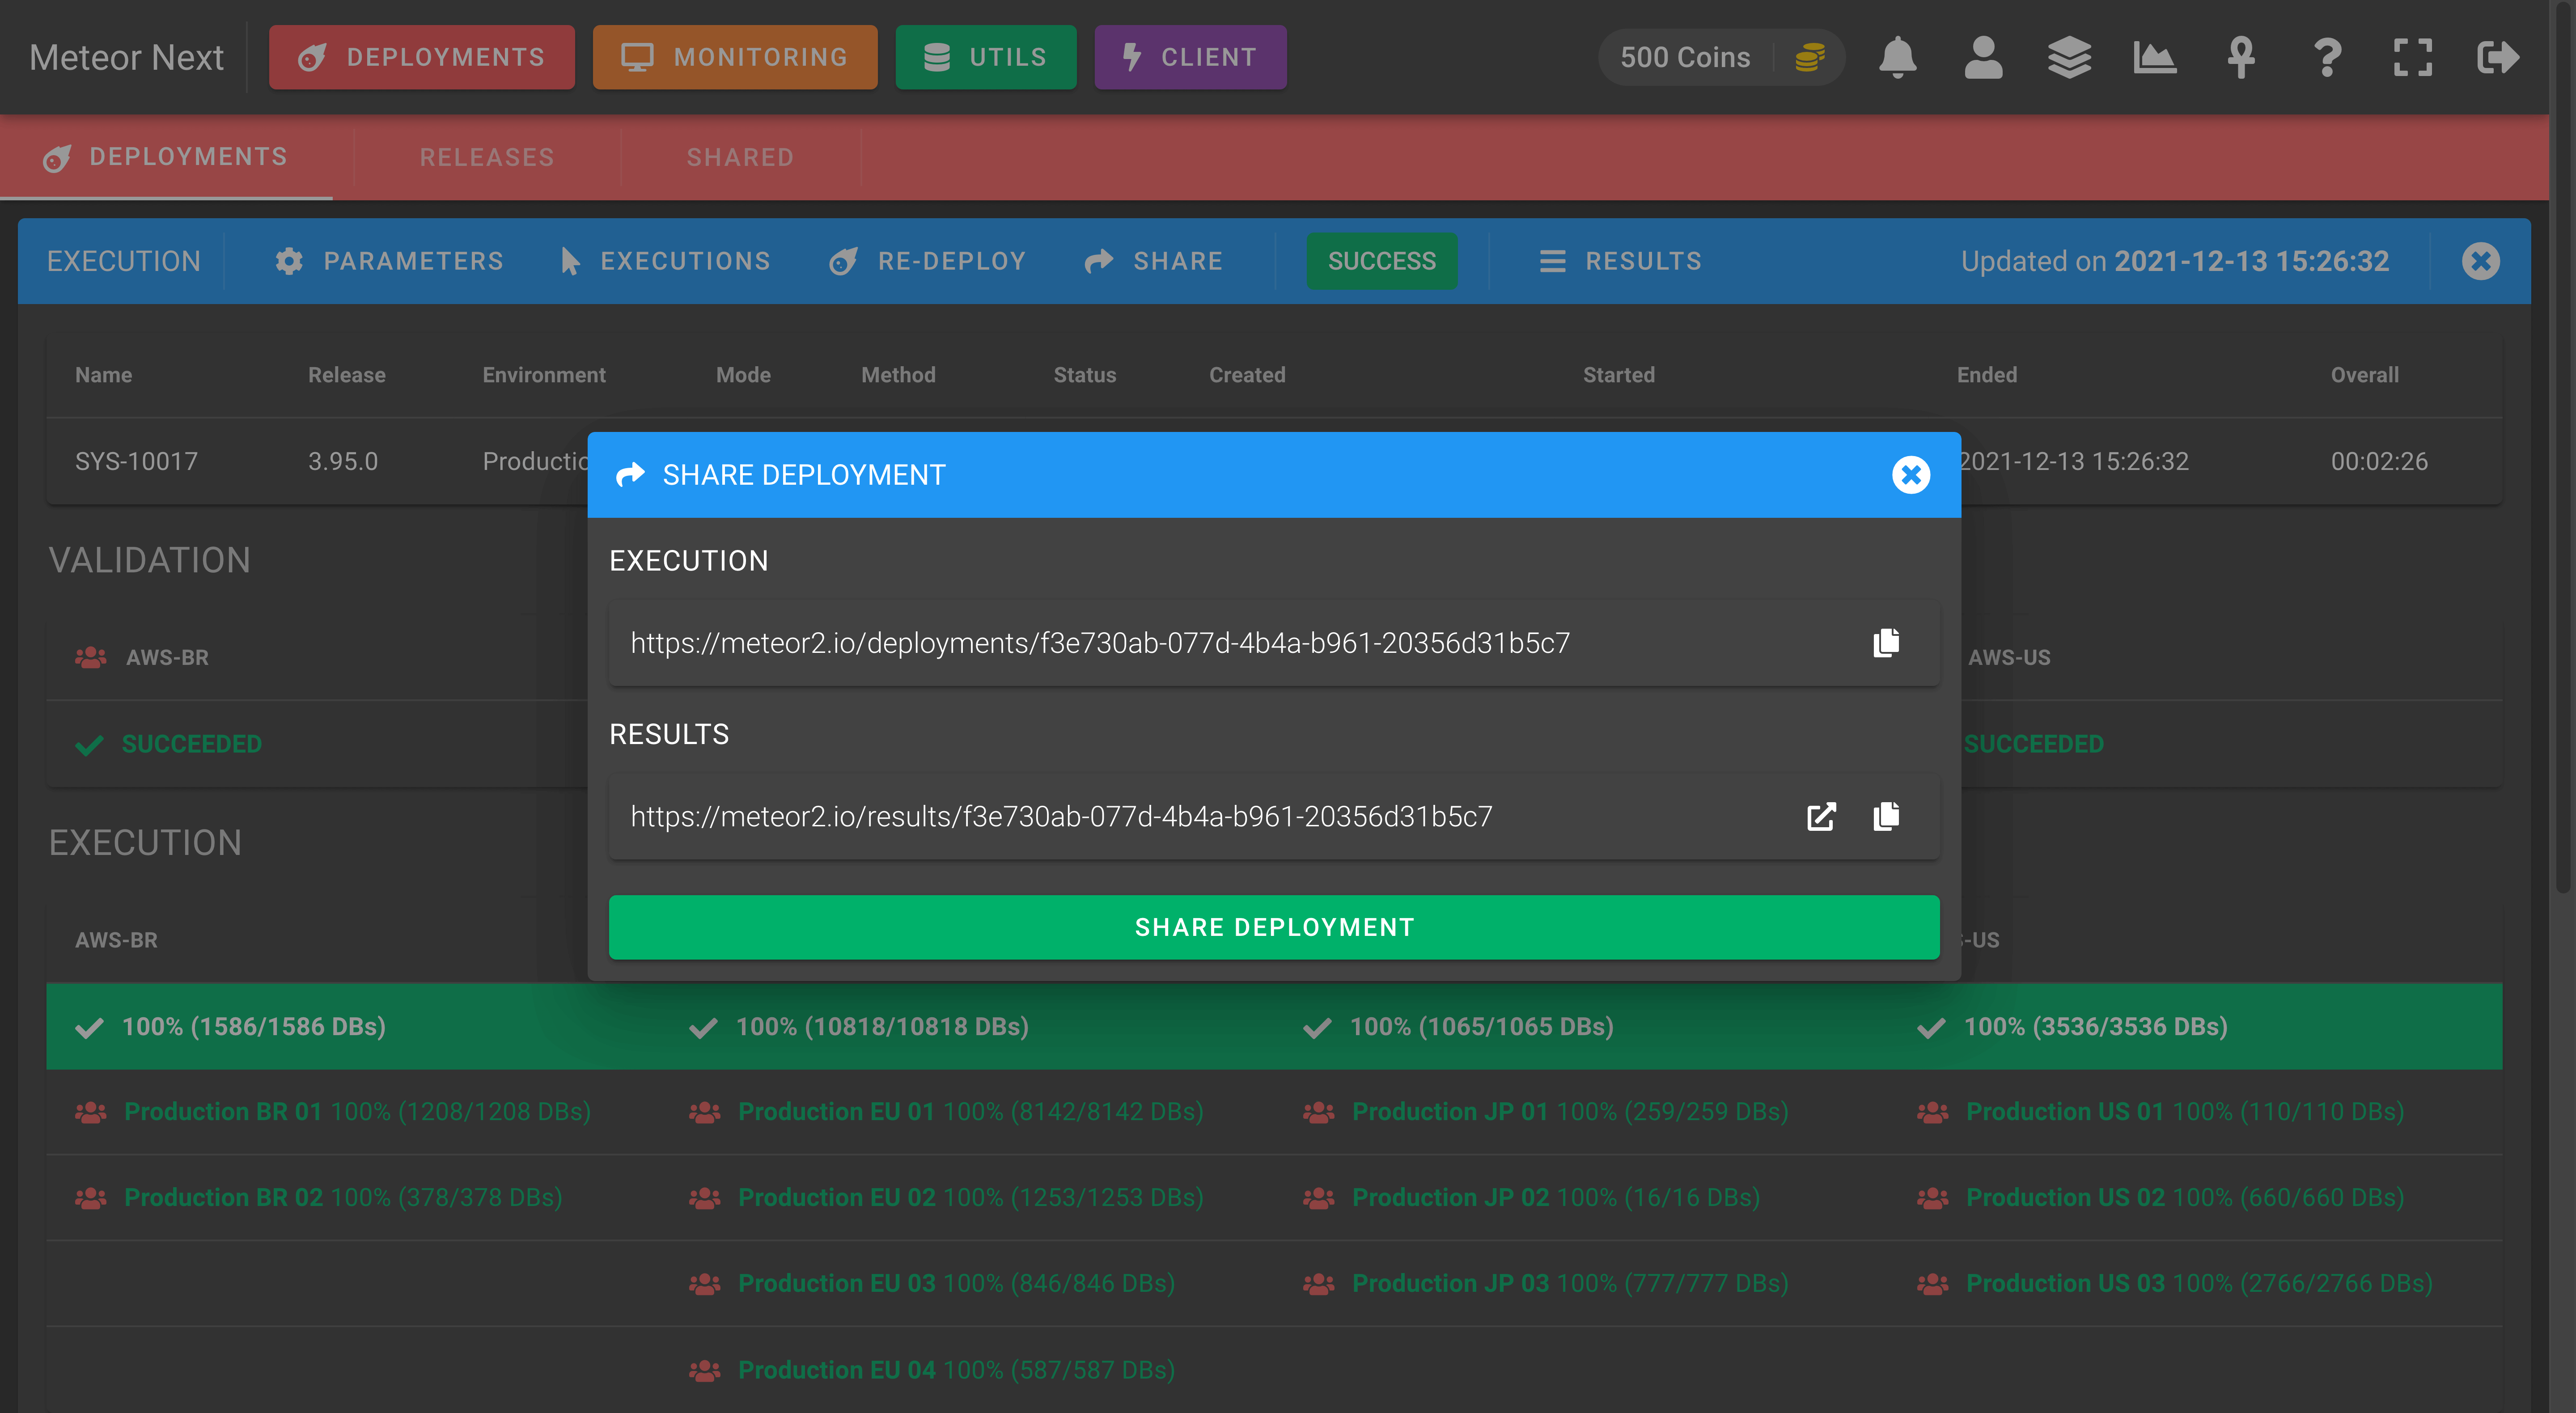 Meteor Next DEPLOYMENTS MONITORING UTILS CLIENT 500 Coins
DEPLOYMENTS RELEASES SHARED
EXECUTION PARAMETERS EXECUTIONS RE-DEPLOY SHARE SUCCESS RESULTS Updated on 2021-12-13 15:26:32
Name Release Environment Mode Method Status Created Started Ended Overall
SYS-10017 3.95.0 2021-12-13 15:26:32 00:02:26
SHARE DEPLOYMENT
EXECUTION
https://meteor2.io/deployments/f3e730ab-077d-4b4a-b961-20356d31b5c7
RESULTS
https://meteor2.io/results/f3e730ab-077d-4b4a-b961-20356d31b5c7
SHARE DEPLOYMENT
VALIDATION
AWS-BR AWS-US
SUCCEEDED SUCCEEDED
EXECUTION
AWS-BR -US
100% (1586/1586 DBs) 100% (10818/10818 DBs) 100% (1065/1065 DBs) 100% (3536/3536 DBs)
Production BR 01 100% (1208/1208 DBs) Production EU 01 100% (8142/8142 DBs) Production JP 01 100% (259/259 DBs) Production US 01 100% (110/110 DBs)
Production BR 02 100% (378/378 DBs) Production EU 02 100% (1253/1253 DBs) Production JP 02 100% (16/16 DBs) Production US 02 100% (660/660 DBs)
Production EU 03 100% (846/846 DBs) Production JP 03 100% (777/777 DBs) Production US 03 100% (2766/2766 DBs)
Production EU 04 100% (587/587 DBs)